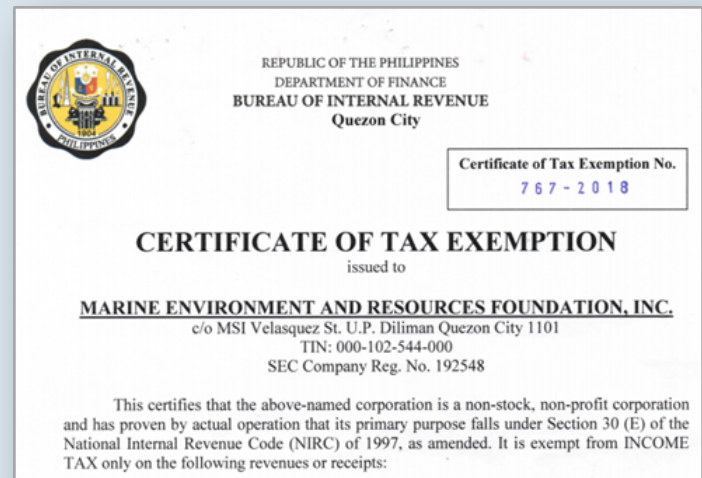 BUREAU OF INTERNAL REVENUE
1904
PHILIPPINES
REPUBLIC OF THE PHILIPPINES
DEPARTMENT OF FINANCE
BUREAU OF INTERNAL REVENUE
Quezon City
Certificate of Tax Exemption No.
767-2018
CERTIFICATE OF TAX EXEMPTION
issued to
MARINE ENVIRONMENT AND RESOURCES FOUNDATION, INC.
c/o MSI Velasquez St. U.P. Diliman Quezon City 1101
TIN: 000-102-544-000
SEC Company Reg. No. 192548
This certifies that the above-named corporation is a non-stock, non-profit corporation
and has proven by actual operation that its primary purpose falls under Section 30 (E) of the
National Internal Revenue Code (NIRC) of 1997, as amended. It is exempt from INCOME
TAX only on the following revenues or receipts: